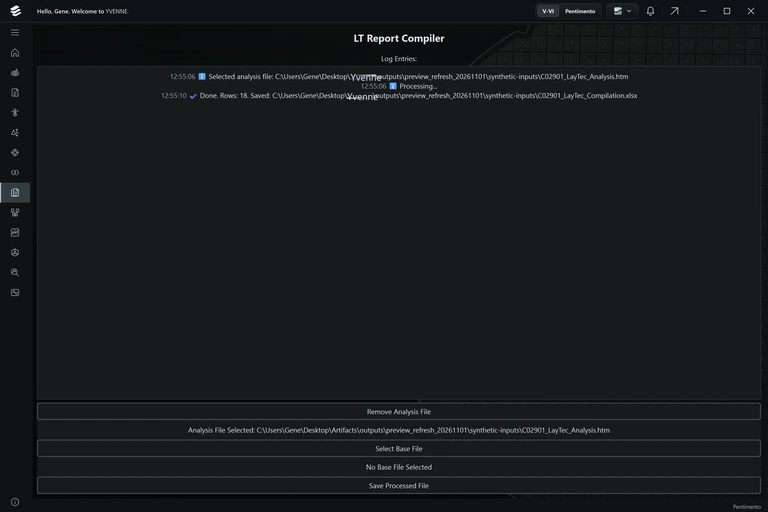 Hello, Gene. Welcome to YVENNE.
V-VI Pentimento
LT Report Compiler
Log Entries:
12:55:06 Selected analysis file: C:\Users\Gene\Desktop\Yvenne\outputs\preview_refresh_20261101\synthetic-inputs\C02901_LayTec_Analysis.htm
12:55:06 Processing...
12:55:10 Done. Rows: 18. Saved: C:\Users\Gene\Desktop\Yvenne\outputs\preview_refresh_20261101\synthetic-inputs\C02901_LayTec_Compilation.xlsx
Remove Analysis File
Analysis File Selected: C:\Users\Gene\Desktop\Artifacts\outputs\preview_refresh_20261101\synthetic-inputs\C02901_LayTec_Analysis.htm
Select Base File
No Base File Selected
Save Processed File
Pentimento